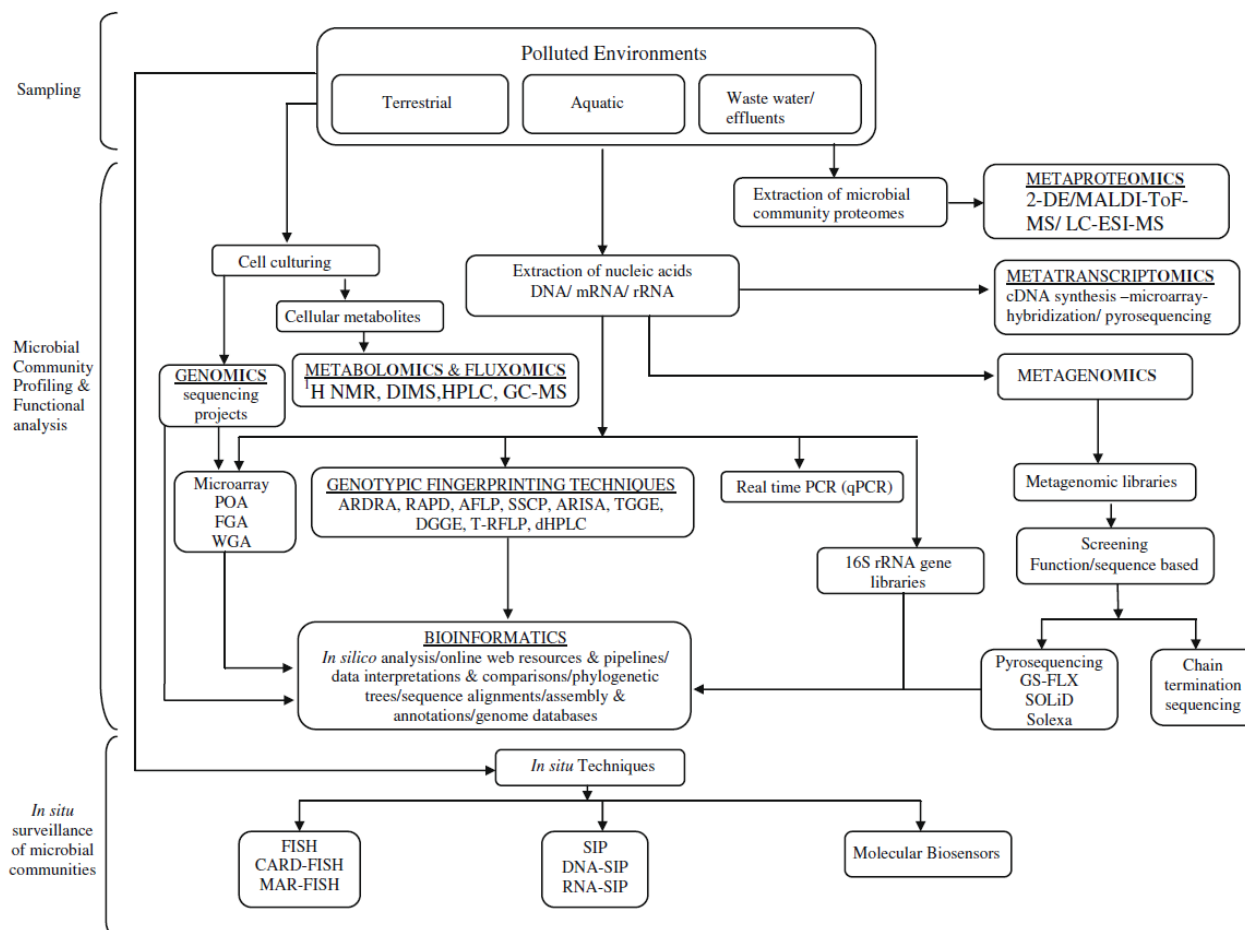 Polluted Environments
Sampling
Terrestrial
Aquatic
Waste water/
effluents
Extraction of microbial
community proteomes
METAPROTEOMICS
2-DE/MALDI-ToF-
MS/ LC-ESI-MS
Cell culturing
Extraction of nucleic acids
DNA/ mRNA/ rRNA
METATRANSCRIPTOMICS
cDNA synthesis –microarray-
hybridization/ pyrosequencing
Cellular metabolites
Microbial
Community
Profiling &
Functional
analysis
GENOMICS
sequencing
projects
METABOLOMICS & FLUXOMICS
¹H NMR, DIMS,HPLC, GC-MS
METAGENOMICS
Microarray
POA
FGA
WGA
GENOTYPIC FINGERPRINTING TECHNIQUES
ARDRA, RAPD, AFLP, SSCP, ARISA, TGGE,
DGGE, T-RFLP, dHPLC
Real time PCR (qPCR)
Metagenomic libraries
16S rRNA gene
libraries
Screening
Function/sequence based
BIOINFORMATICS
In silico analysis/online web resources & pipelines/
data interpretations & comparisons/phylogenetic
trees/sequence alignments/assembly &
annotations/genome databases
Pyrosequencing
GS-FLX
SOLiD
Solexa
Chain
termination
sequencing
In situ Techniques
In situ
surveillance
of microbial
communities
FISH
CARD-FISH
MAR-FISH
SIP
DNA-SIP
RNA-SIP
Molecular Biosensors